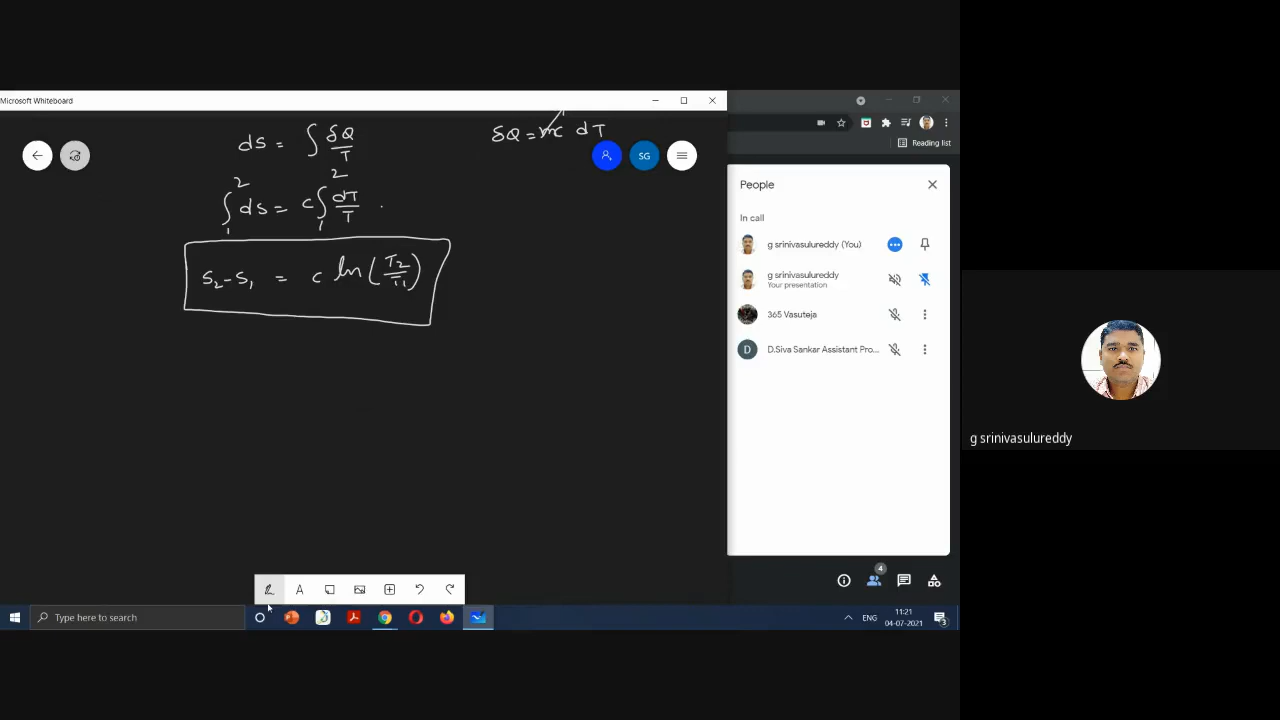 Microsoft Whiteboard
ds = ∫ δQ/T
δQ = mc dT
SG
∫₁² ds = c ∫₁² dT/T
s₂-s₁ = c ln (T₂/T₁)
Reading list
People
In call
g srinivasulureddy (You)
g srinivasulureddy
Your presentation
365 Vasuteja
D
D.Siva Sankar Assistant Pro...
g srinivasulureddy
4
A
Type here to search
ENG
11:21
04-07-2021
3